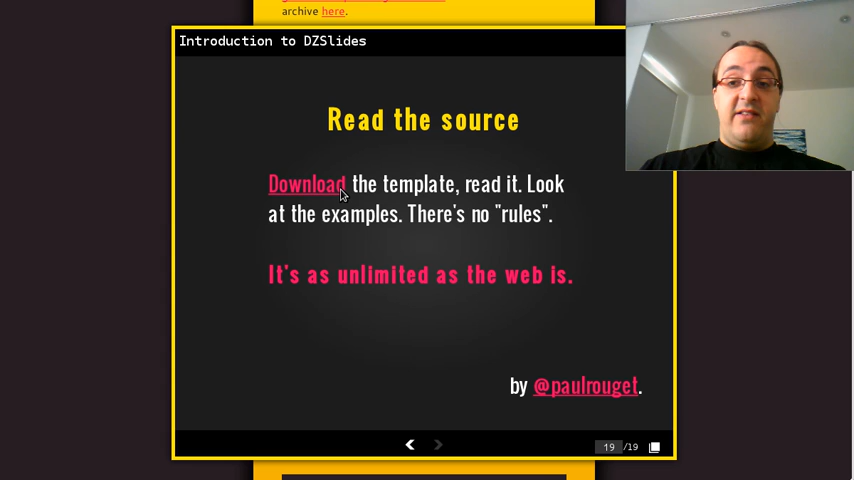 archive here.
Introduction to DZSlides
Read the source
Download the template, read it. Look
at the examples. There's no "rules".
It's as unlimited as the web is.
by @paulrouget.
19 /19